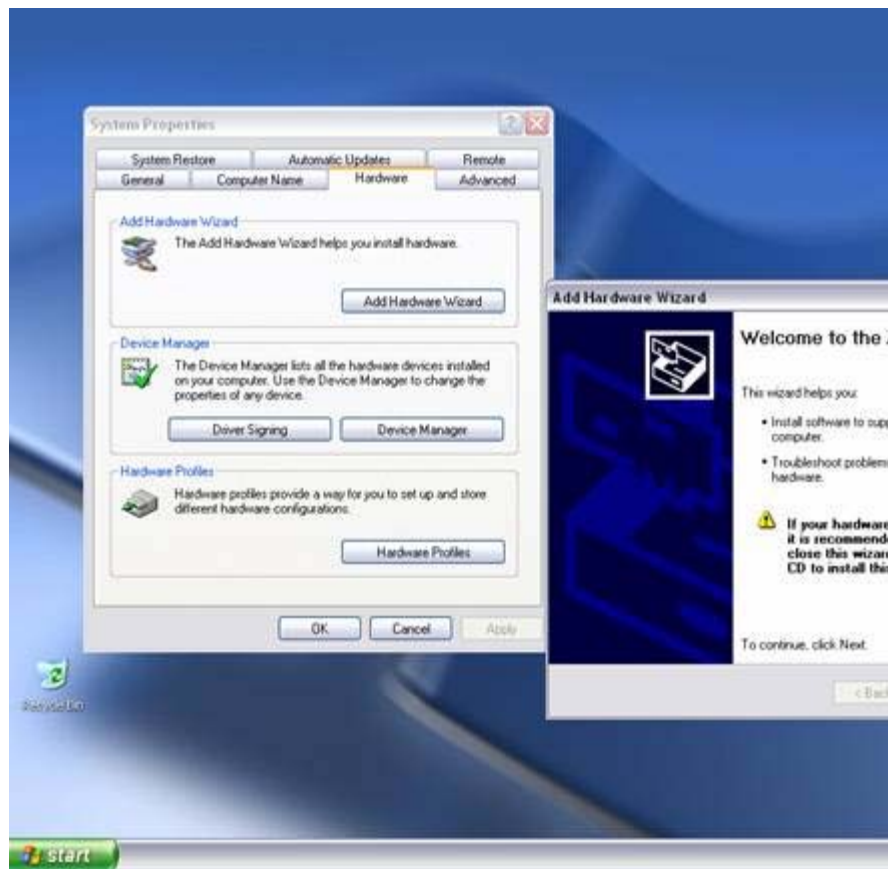 System Properties
System Restore Automatic Updates Remote
General Computer Name Hardware Advanced
Add Hardware Wizard
The Add Hardware Wizard helps you install hardware.
Add Hardware Wizard
Device Manager
The Device Manager lists all the hardware devices installed
on your computer. Use the Device Manager to change the
properties of any device.
Driver Signing Device Manager
Hardware Profiles
Hardware profiles provide a way for you to set up and store
different hardware configurations.
Hardware Profiles
OK Cancel Apply
Add Hardware Wizard
Welcome to the
This wizard helps you:
• Install software to supp
computer.
• Troubleshoot problems
hardware.
If your hardware
it is recommende
close this wizar
CD to install this
To continue, click Next.
< Back
Recycle Bin
start